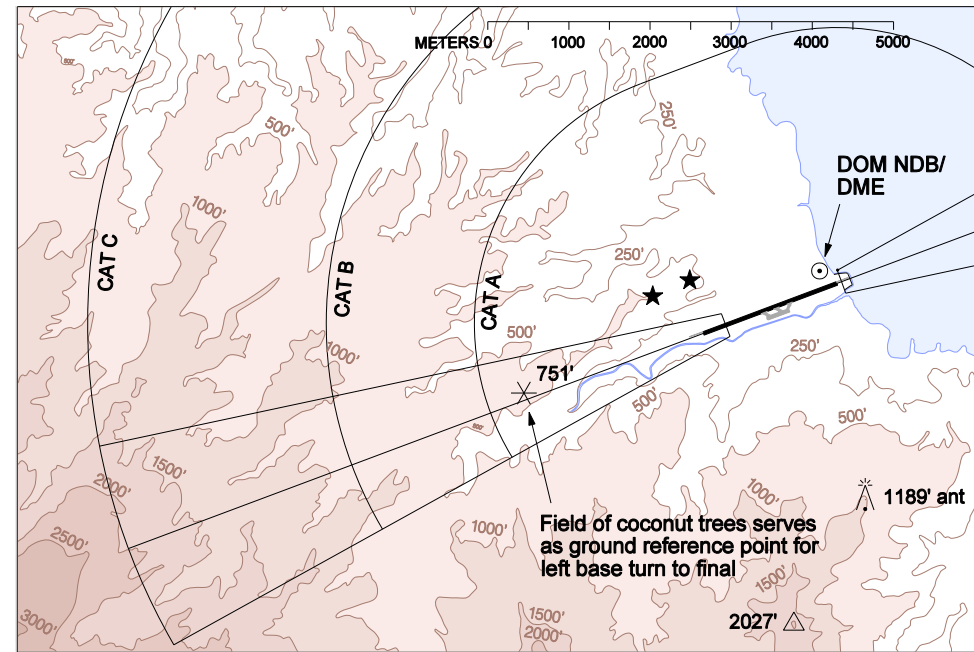 METERS 0 1000 2000 3000 4000 5000
500'
500'
250'
DOM NDB/
DME
1000'
CAT C
CAT B
CAT A
250'
500'
1000'
751'
250'
500'
500'
500'
1500'
2000'
2500'
3000'
1000'
1000'
1189' ant
Field of coconut trees serves
as ground reference point for
left base turn to final
1500'
1500'
2000'
2027'